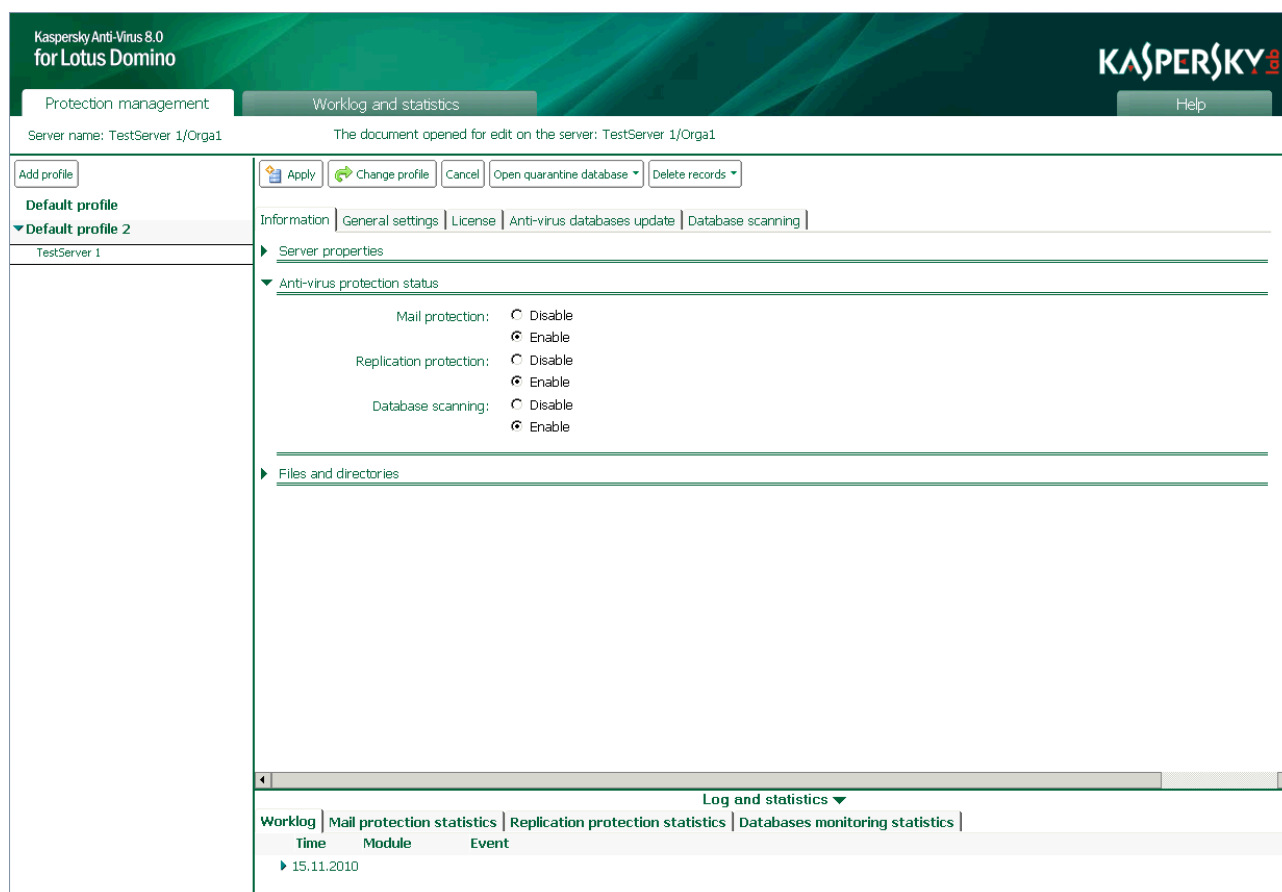 Kaspersky Anti-Virus 8.0
for Lotus Domino
KASPERSKY lab
Protection management
Worklog and statistics
Help
Server name: TestServer 1/Orga1
The document opened for edit on the server: TestServer 1/Orga1
Add profile
Apply
Change profile
Cancel
Open quarantine database
Delete records
Default profile
Default profile 2
TestServer 1
Information
General settings
License
Anti-virus databases update
Database scanning
Server properties
Anti-virus protection status
Mail protection: Disable
Enable
Replication protection: Disable
Enable
Database scanning: Disable
Enable
Files and directories
Log and statistics
Worklog
Mail protection statistics
Replication protection statistics
Databases monitoring statistics
Time Module Event
15.11.2010